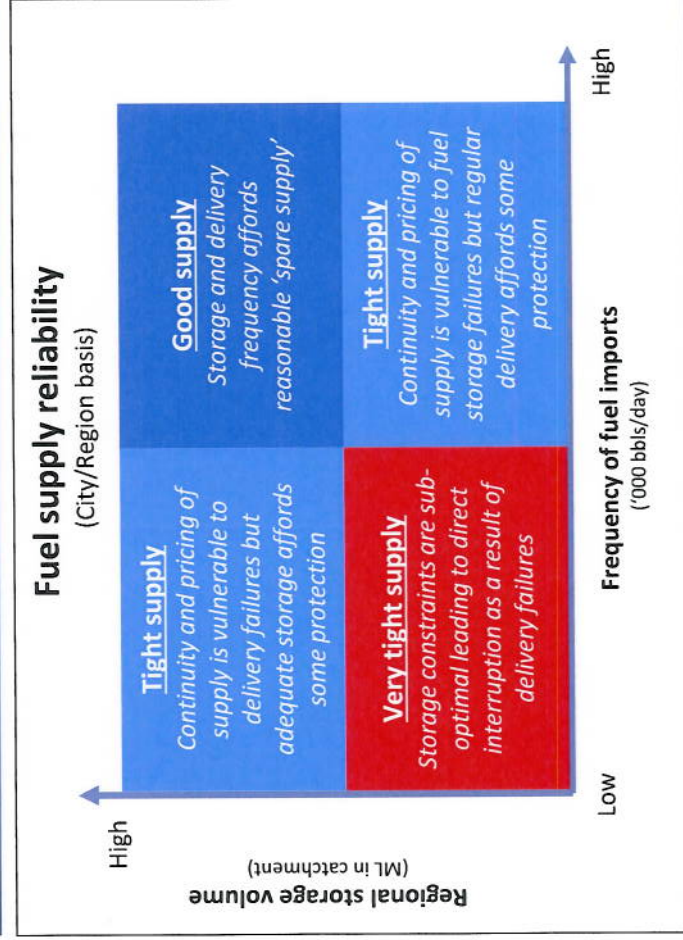 Fuel supply reliability
(City/Region basis)
High
Regional storage volume
(ML in catchment)
Tight supply
Continuity and pricing of
supply is vulnerable to
delivery failures but
adequate storage affords
some protection
Good supply
Storage and delivery
frequency affords
reasonable ‘spare supply’
Very tight supply
Storage constraints are sub-
optimal leading to direct
interruption as a result of
delivery failures
Tight supply
Continuity and pricing of
supply is vulnerable to fuel
storage failures but regular
delivery affords some
protection
Low
High
Frequency of fuel imports
(‘000 bbls/day)